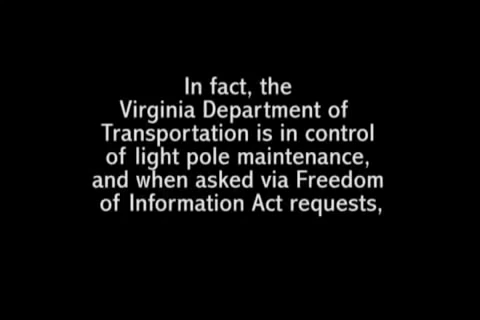 In fact, the
Virginia Department of
Transportation is in control
of light pole maintenance,
and when asked via Freedom
of Information Act requests,